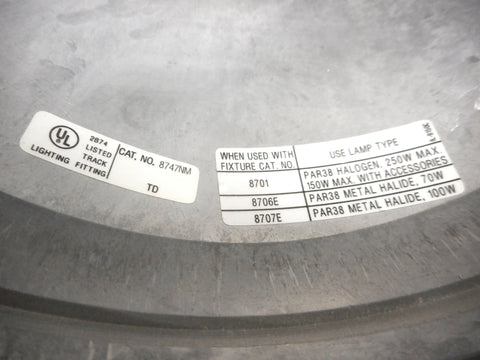 UL
2874
LISTED
TRACK
LIGHTING FITTING
CAT. NO. 8747NM
TD
WHEN USED WITH
FIXTURE CAT. NO.
USE LAMP TYPE
8701
PAR38 HALOGEN, 250W MAX.
150W MAX. WITH ACCESSORIES
8706E
PAR38 METAL HALIDE, 70W
8707E
PAR38 METAL HALIDE, 100W